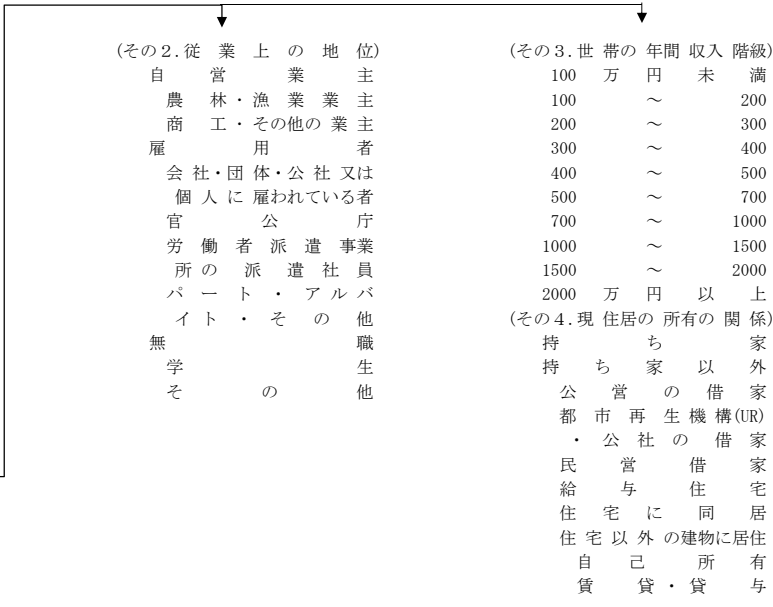 (その2.従業上の地位)
自営業主
農林・漁業業主
商工・その他の業主
雇用者
会社・団体・公社又は
個人に雇われている者
官公庁
労働者派遣事業
所の派遣社員
パート・アルバ
イト・その他
無職
学生
その他
(その3.世帯の年間収入階級)
100万円未満
100～200
200～300
300～400
400～500
500～700
700～1000
1000～1500
1500～2000
2000万円以上
(その4.現住居の所有の関係)
持ち家
持ち家以外
公営の借家
都市再生機構(UR)
・公社の借家
民営借家
給与住宅
住宅に同居
住宅以外の建物に居住
自己所有
賃貸・貸与